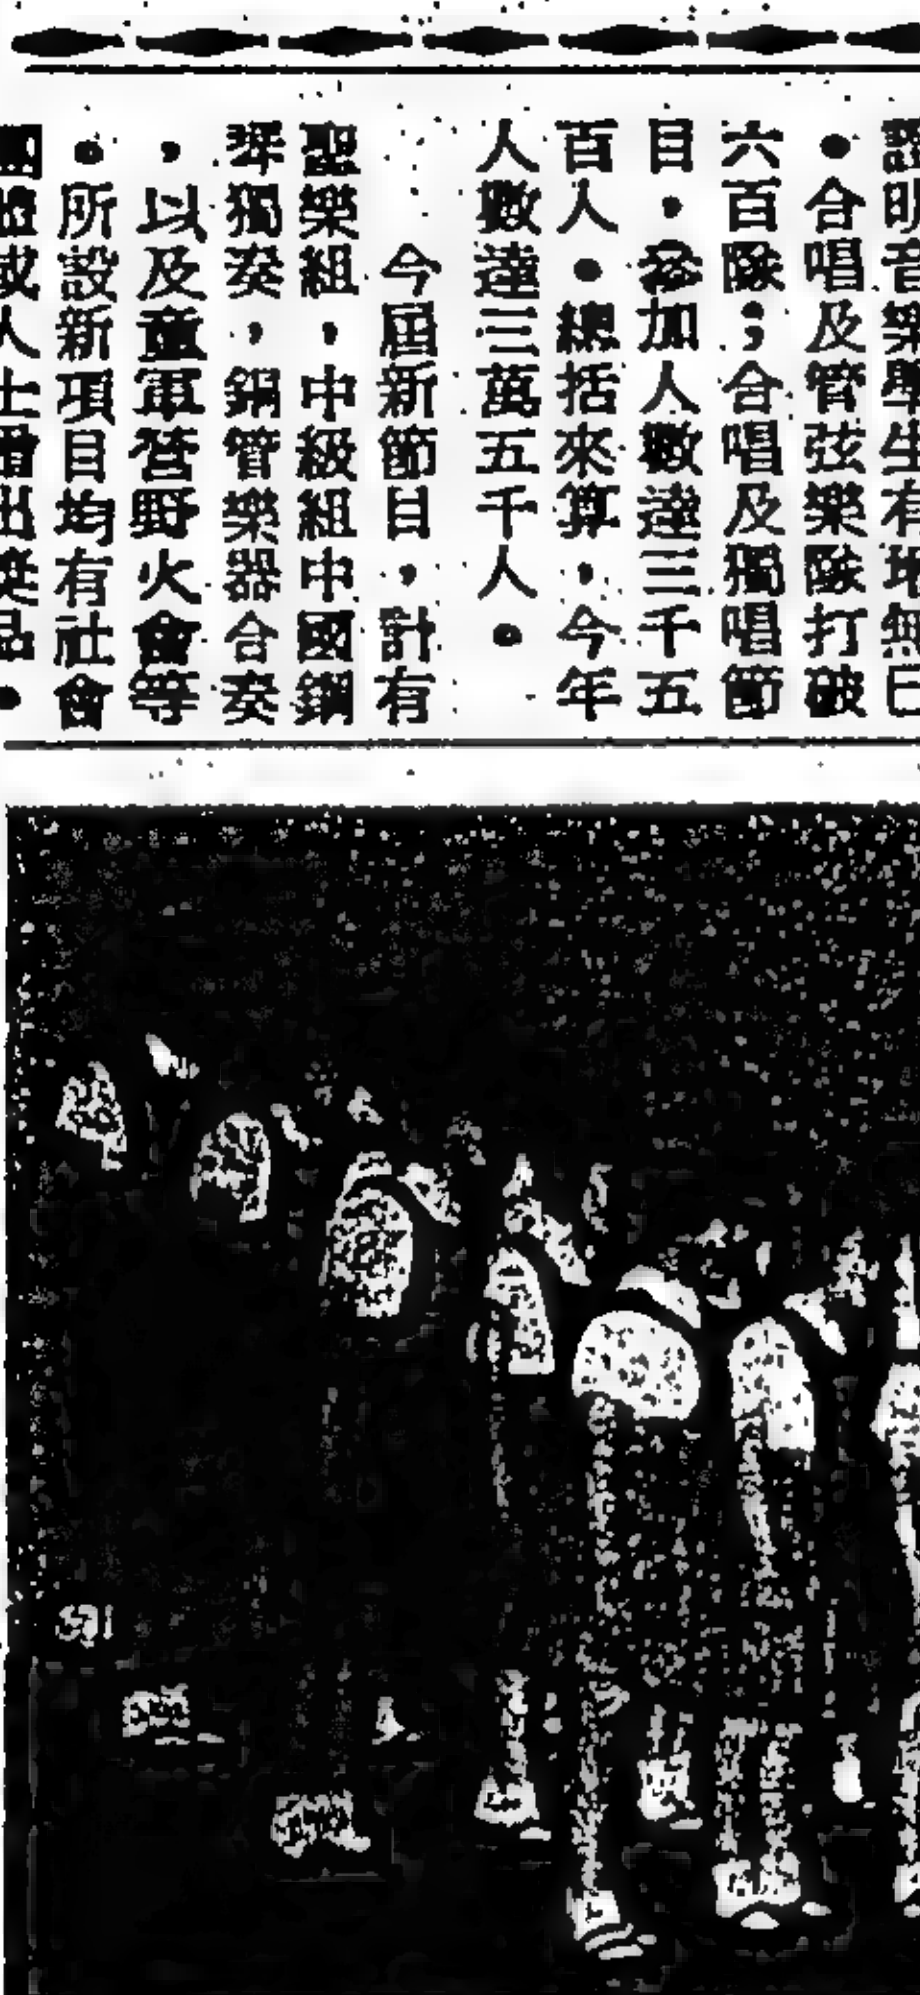 明音樂學生有地無已
。合唱及管弦樂隊打破
六百隊；合唱及獨唱節
目，參加人數達三千五
百人。總括來算，今年
人數達三萬五千人。
今屆新節目，計有
聖樂組，中級組中國鋼
琴獨奏，銅管樂器合奏
，以及童軍營野火會等
。所設新項目均有社會
團體或人士贈出獎品。